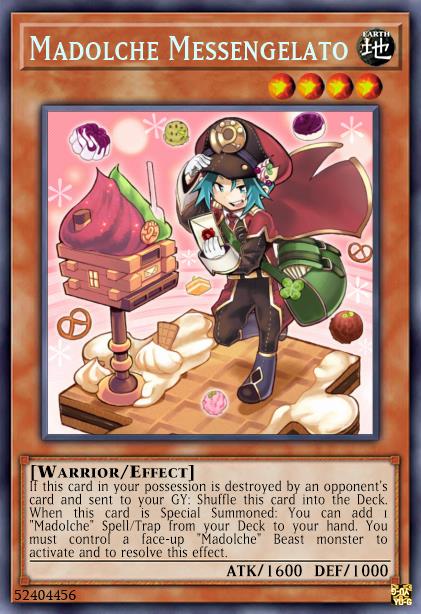 MADOLCHE MESSENGELATO
EARTH
地
[WARRIOR/EFFECT]
If this card in your possession is destroyed by an opponent's
card and sent to your GY: Shuffle this card into the Deck.
When this card is Special Summoned: You can add 1
"Madolche" Spell/Trap from your Deck to your hand. You
must control a face-up "Madolche" Beast monster to
activate and to resolve this effect.
ATK/1600 DEF/1000
52404456